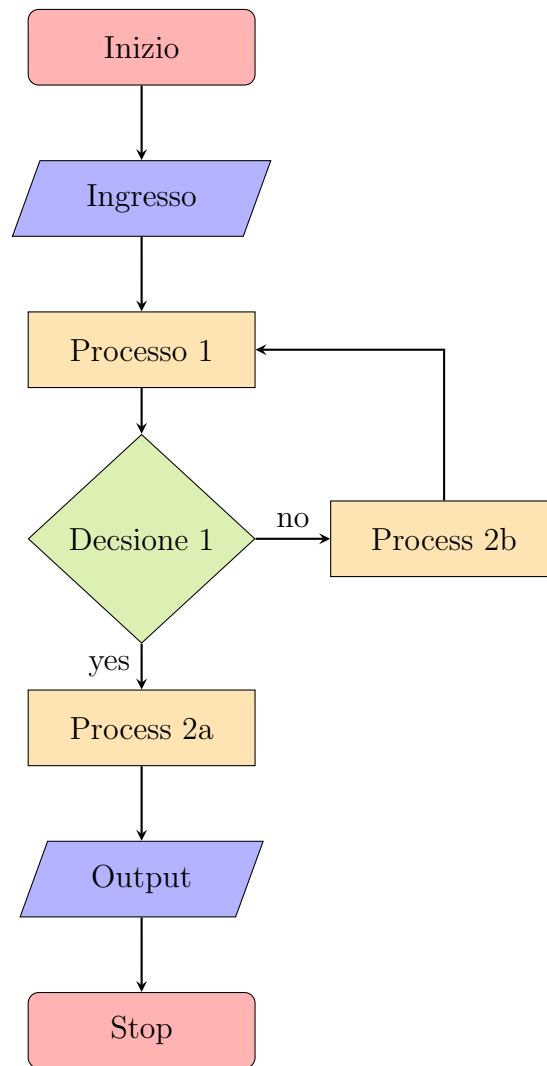 Inizio
Ingresso
Processo 1
Decsione 1
no
Process 2b
yes
Process 2a
Output
Stop